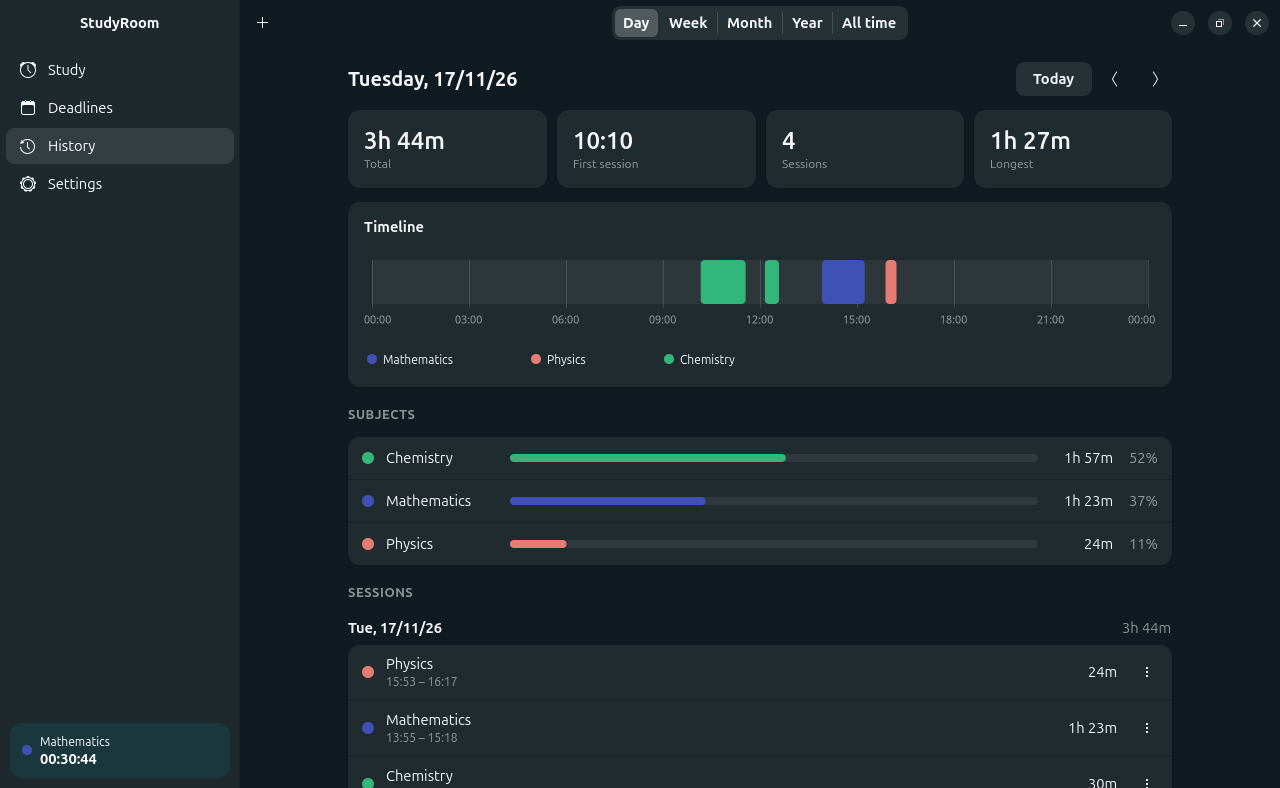 StudyRoom
Study
Deadlines
History
Settings
Mathematics
00:30:44
Day Week Month Year All time
Tuesday, 17/11/26
Today
3h 44m
Total
10:10
First session
4
Sessions
1h 27m
Longest
Timeline
00:00 03:00 06:00 09:00 12:00 15:00 18:00 21:00 00:00
Mathematics Physics Chemistry
SUBJECTS
Chemistry 1h 57m 52%
Mathematics 1h 23m 37%
Physics 24m 11%
SESSIONS
Tue, 17/11/26 3h 44m
Physics
15:53 – 16:17
24m
Mathematics
13:55 – 15:18
1h 23m
Chemistry
30m